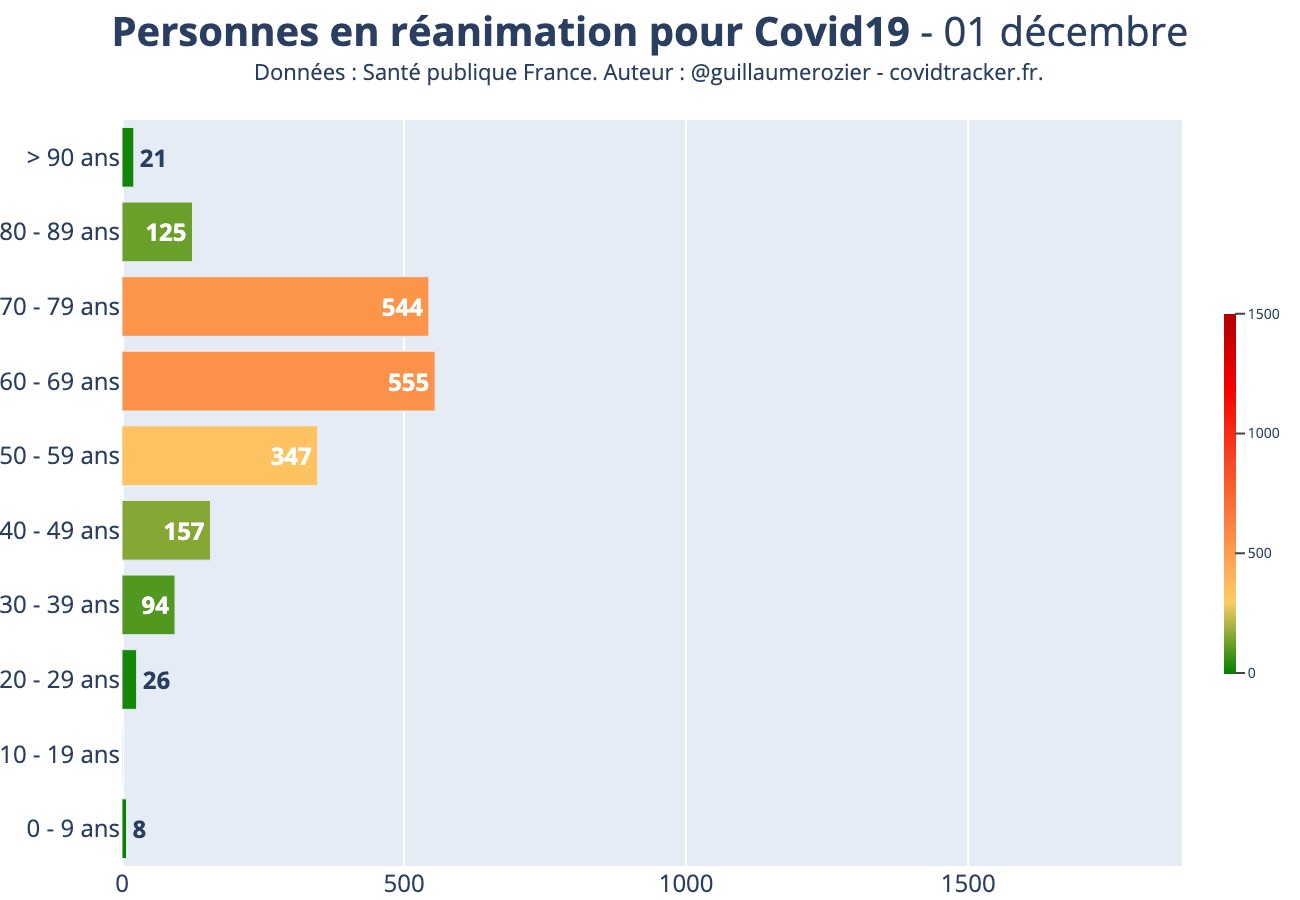 Personnes en réanimation pour Covid19 - 01 décembre
Données : Santé publique France. Auteur : @guillaumerozier - covidtracker.fr.
> 90 ans 21
80 - 89 ans 125
70 - 79 ans 544
60 - 69 ans 555
50 - 59 ans 347
40 - 49 ans 157
30 - 39 ans 94
20 - 29 ans 26
10 - 19 ans
0 - 9 ans 8
0 500 1000 1500
1500
1000
500
0